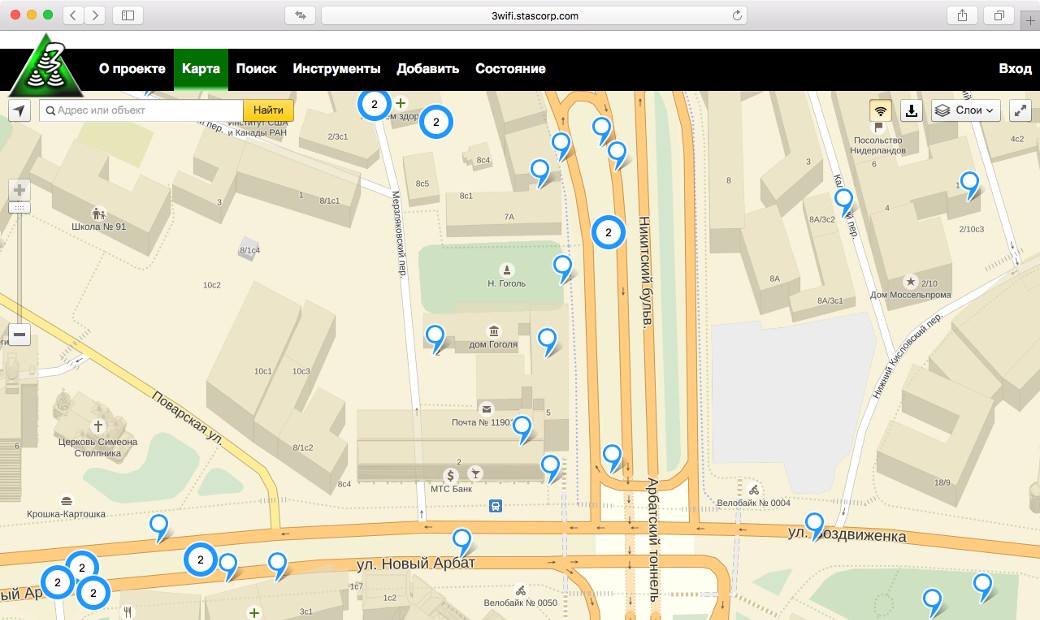 3wifi.stascorp.com
О проекте
Карта
Поиск
Инструменты
Добавить
Состояние
Вход
Адрес или объект
Найти
Слои
2
2
Институт США
и Канады РАН
пер.
2/3с1
Посольство
Нидерландов
6
4с2
8с4
8с5
8с1
7А
3
1
8/1с1
Школа № 91
8/1с4
Мерзляковский пер.
2
Никитский бульв.
8
3
4
8А/3с2
2/10с3
8А
8А/3с1
2/10
Дом Моссельпрома
10с2
Н. Гоголь
дом Гоголя
Нижний Кисловский пер.
10с1
10с3
Поварская ул.
8/1с2
8с4
Церковь Симеона
Столпника
6
Почта № 1190
5
2
МТС Банк
18/9
Крошка-Картошка
Велобайк № 0004
Арбатский тоннель
ул. Воздвиженка
ул. Новый Арбат
2
2
2
2
1с7
1с2
3с1
Велобайк № 0050